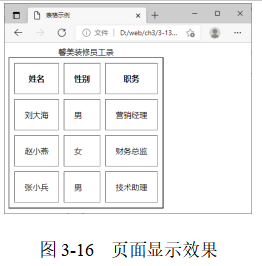 表格示例
文件 D:/web/ch3/3-13.
馨美装修员工录
姓名 性别 职务
刘大海 男 营销经理
赵小燕 女 财务总监
张小兵 男 技术助理
图 3-16 页面显示效果